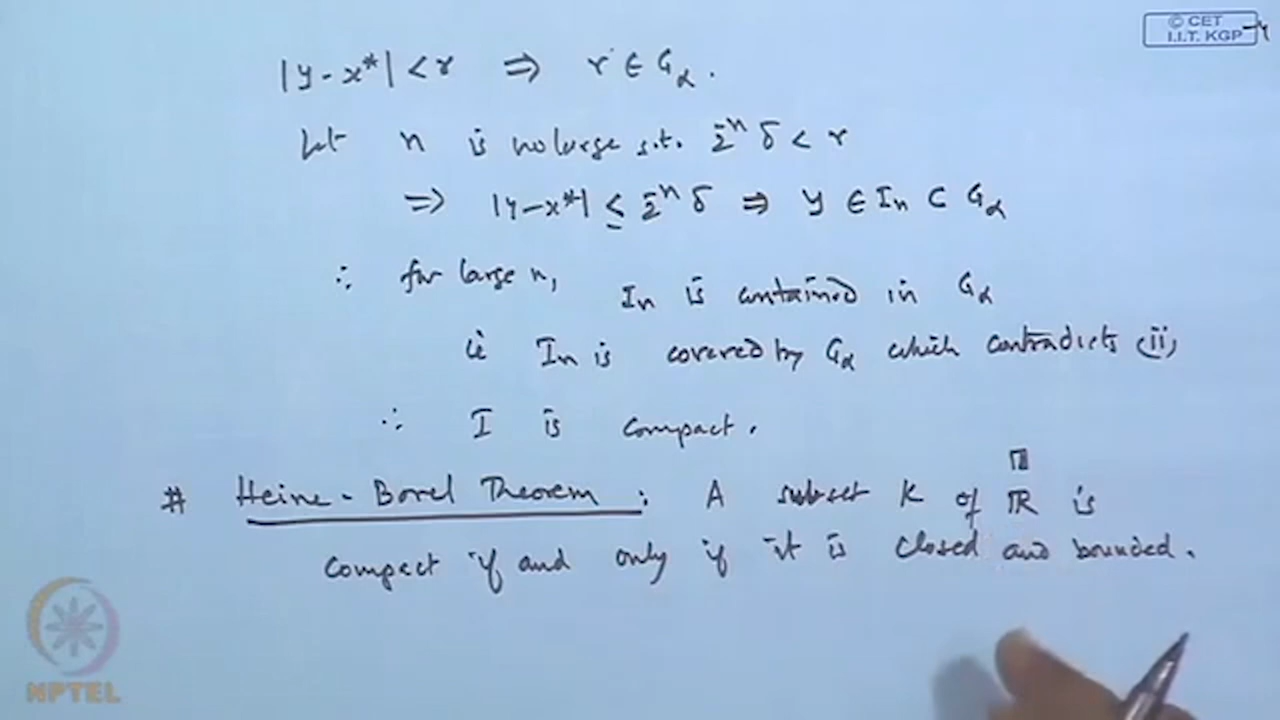 © CET
I.I.T. KGP
|y - x*| < r ⇒ r ∈ Gα.
Let n is so large s.t. 2⁻ⁿ δ < r
⇒ |y - x*| ≤ 2⁻ⁿ δ ⇒ y ∈ Iₙ ⊂ Gα
∴ for large n, Iₙ is contained in Gα
ie Iₙ is covered by Gα which contradicts (ii)
∴ I is compact.
# Heine-Borel Theorem: A subset K of ℝ is
compact if and only if it is closed and bounded.
NPTEL